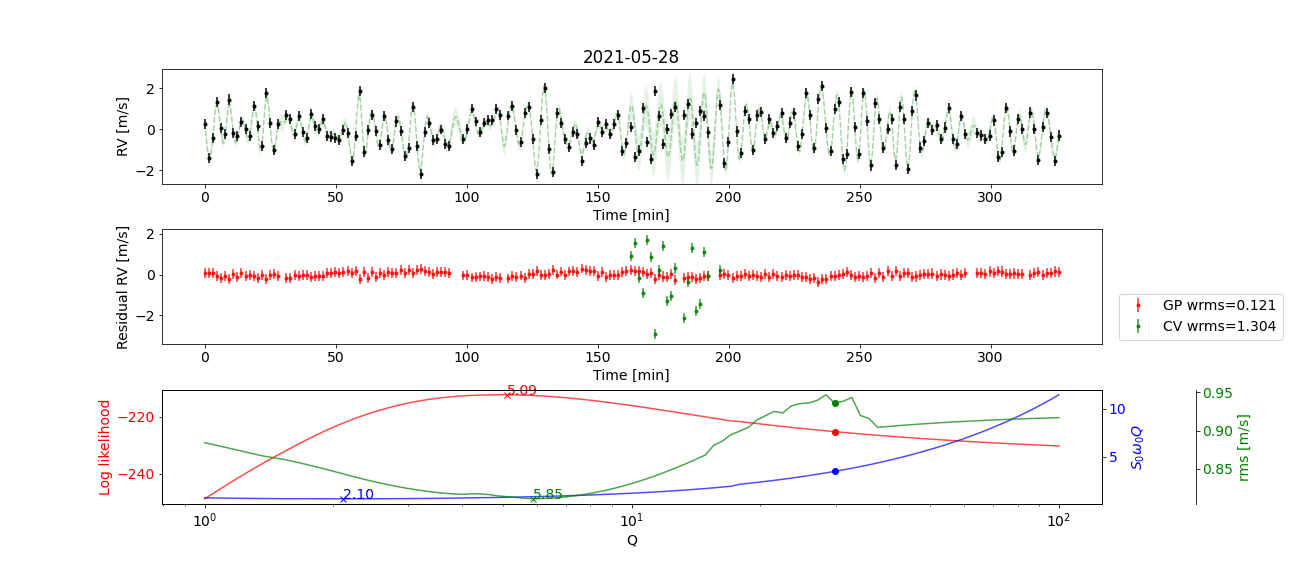 2021-05-28
RV [m/s]
2
0
−2
0 50 100 150 200 250 300
Time [min]
Residual RV [m/s]
2
0
−2
0 50 100 150 200 250 300
Time [min]
GP wrms=0.121
CV wrms=1.304
Log likelihood
−220
−240
5.09
2.10
5.85
10
5
S₀ω₀Q
0.95
0.90
0.85
rms [m/s]
10⁰ 10¹ 10²
Q